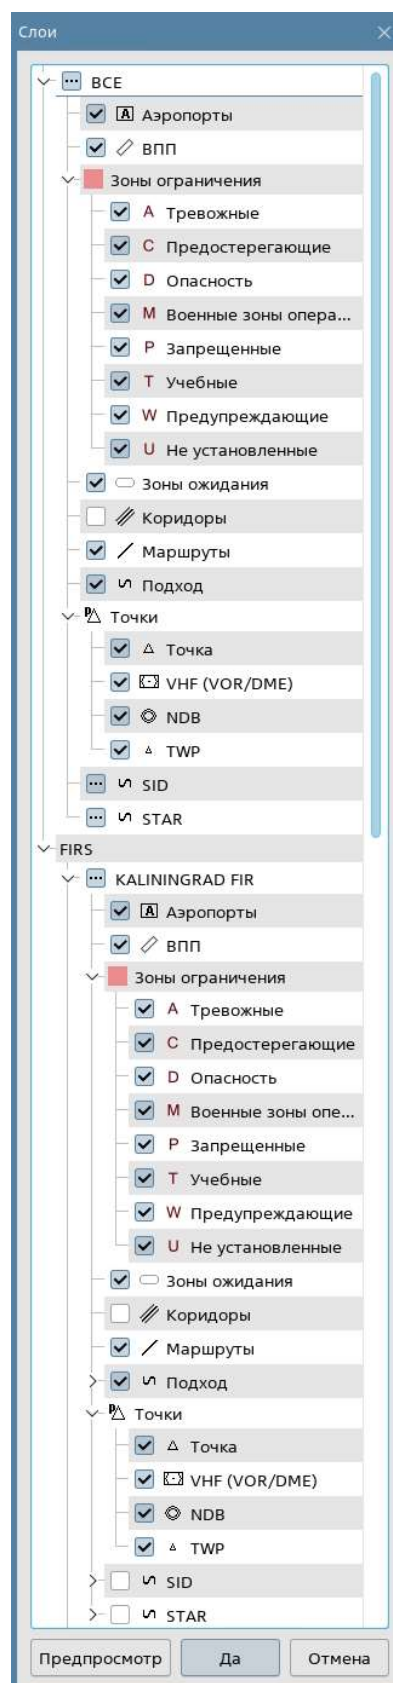 Слои
ВСЕ
A Аэропорты
ВПП
Зоны ограничения
A Тревожные
C Предостерегающие
D Опасность
M Военные зоны опера...
P Запрещенные
T Учебные
W Предупреждающие
U Не установленные
Зоны ожидания
Коридоры
Маршруты
Подход
P Точки
Точка
VHF (VOR/DME)
NDB
TWP
SID
STAR
FIRS
KALININGRAD FIR
A Аэропорты
ВПП
Зоны ограничения
A Тревожные
C Предостерегающие
D Опасность
M Военные зоны опе...
P Запрещенные
T Учебные
W Предупреждающие
U Не установленные
Зоны ожидания
Коридоры
Маршруты
Подход
P Точки
Точка
VHF (VOR/DME)
NDB
TWP
SID
STAR
Предпросмотр Да Отмена